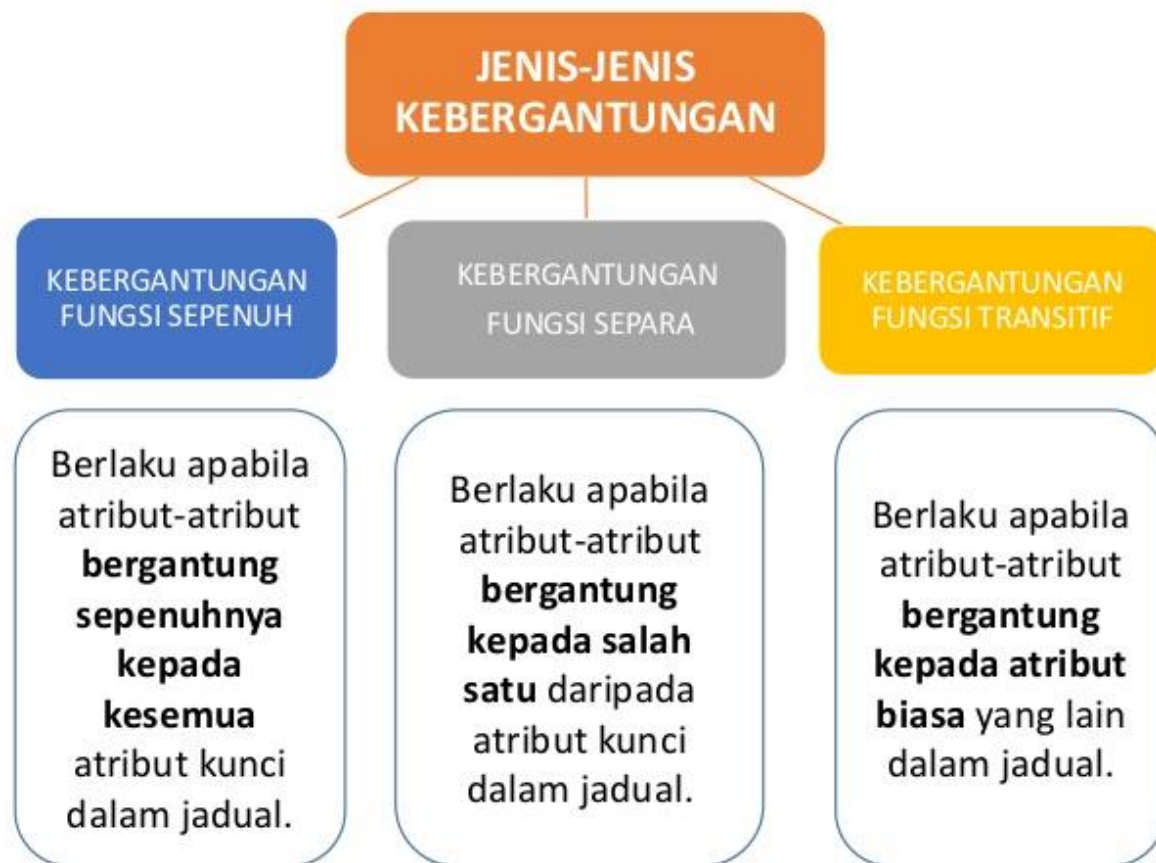 JENIS-JENIS
KEBERGANTUNGAN
KEBERGANTUNGAN
FUNGSI SEPENUH
KEBERGANTUNGAN
FUNGSI SEPARA
KEBERGANTUNGAN
FUNGSI TRANSITIF
Berlaku apabila
atribut-atribut
bergantung
sepenuhnya
kepada
kesemua
atribut kunci
dalam jadual.
Berlaku apabila
atribut-atribut
bergantung
kepada salah
satu daripada
atribut kunci
dalam jadual.
Berlaku apabila
atribut-atribut
bergantung
kepada atribut
biasa yang lain
dalam jadual.